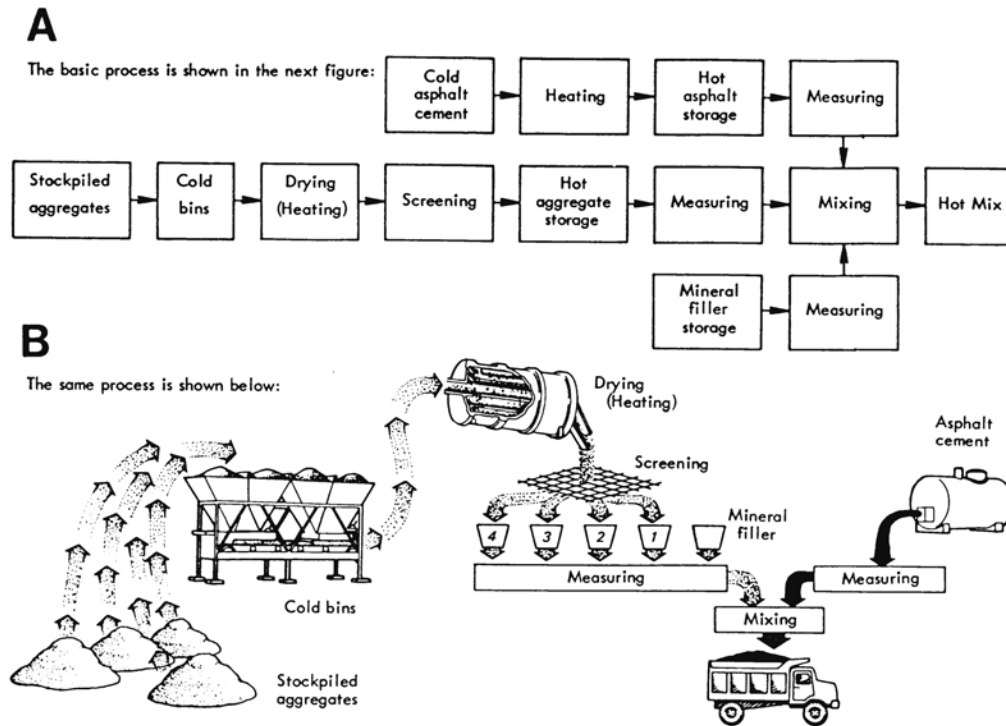 A
The basic process is shown in the next figure:
Cold
asphalt
cement
Heating
Hot
asphalt
storage
Measuring
Stockpiled
aggregates
Cold
bins
Drying
(Heating)
Screening
Hot
aggregate
storage
Measuring
Mixing
Hot Mix
Mineral
filler
storage
Measuring
B
The same process is shown below:
Drying
(Heating)
Asphalt
cement
Screening
4
3
2
1
Mineral
filler
Measuring
Measuring
Cold bins
Mixing
Stockpiled
aggregates